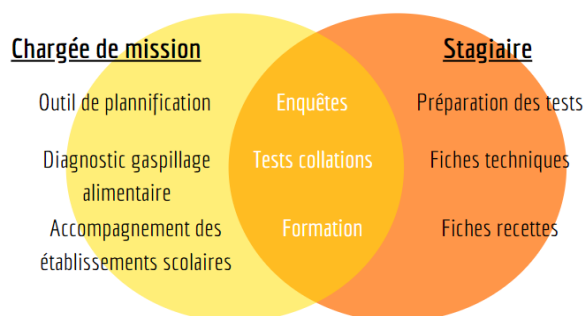 Chargée de mission
Stagiaire
Outil de plannification
Enquêtes
Préparation des tests
Diagnostic gaspillage
alimentaire
Tests collations
Fiches techniques
Accompagnement des
établissements scolaires
Formation
Fiches recettes